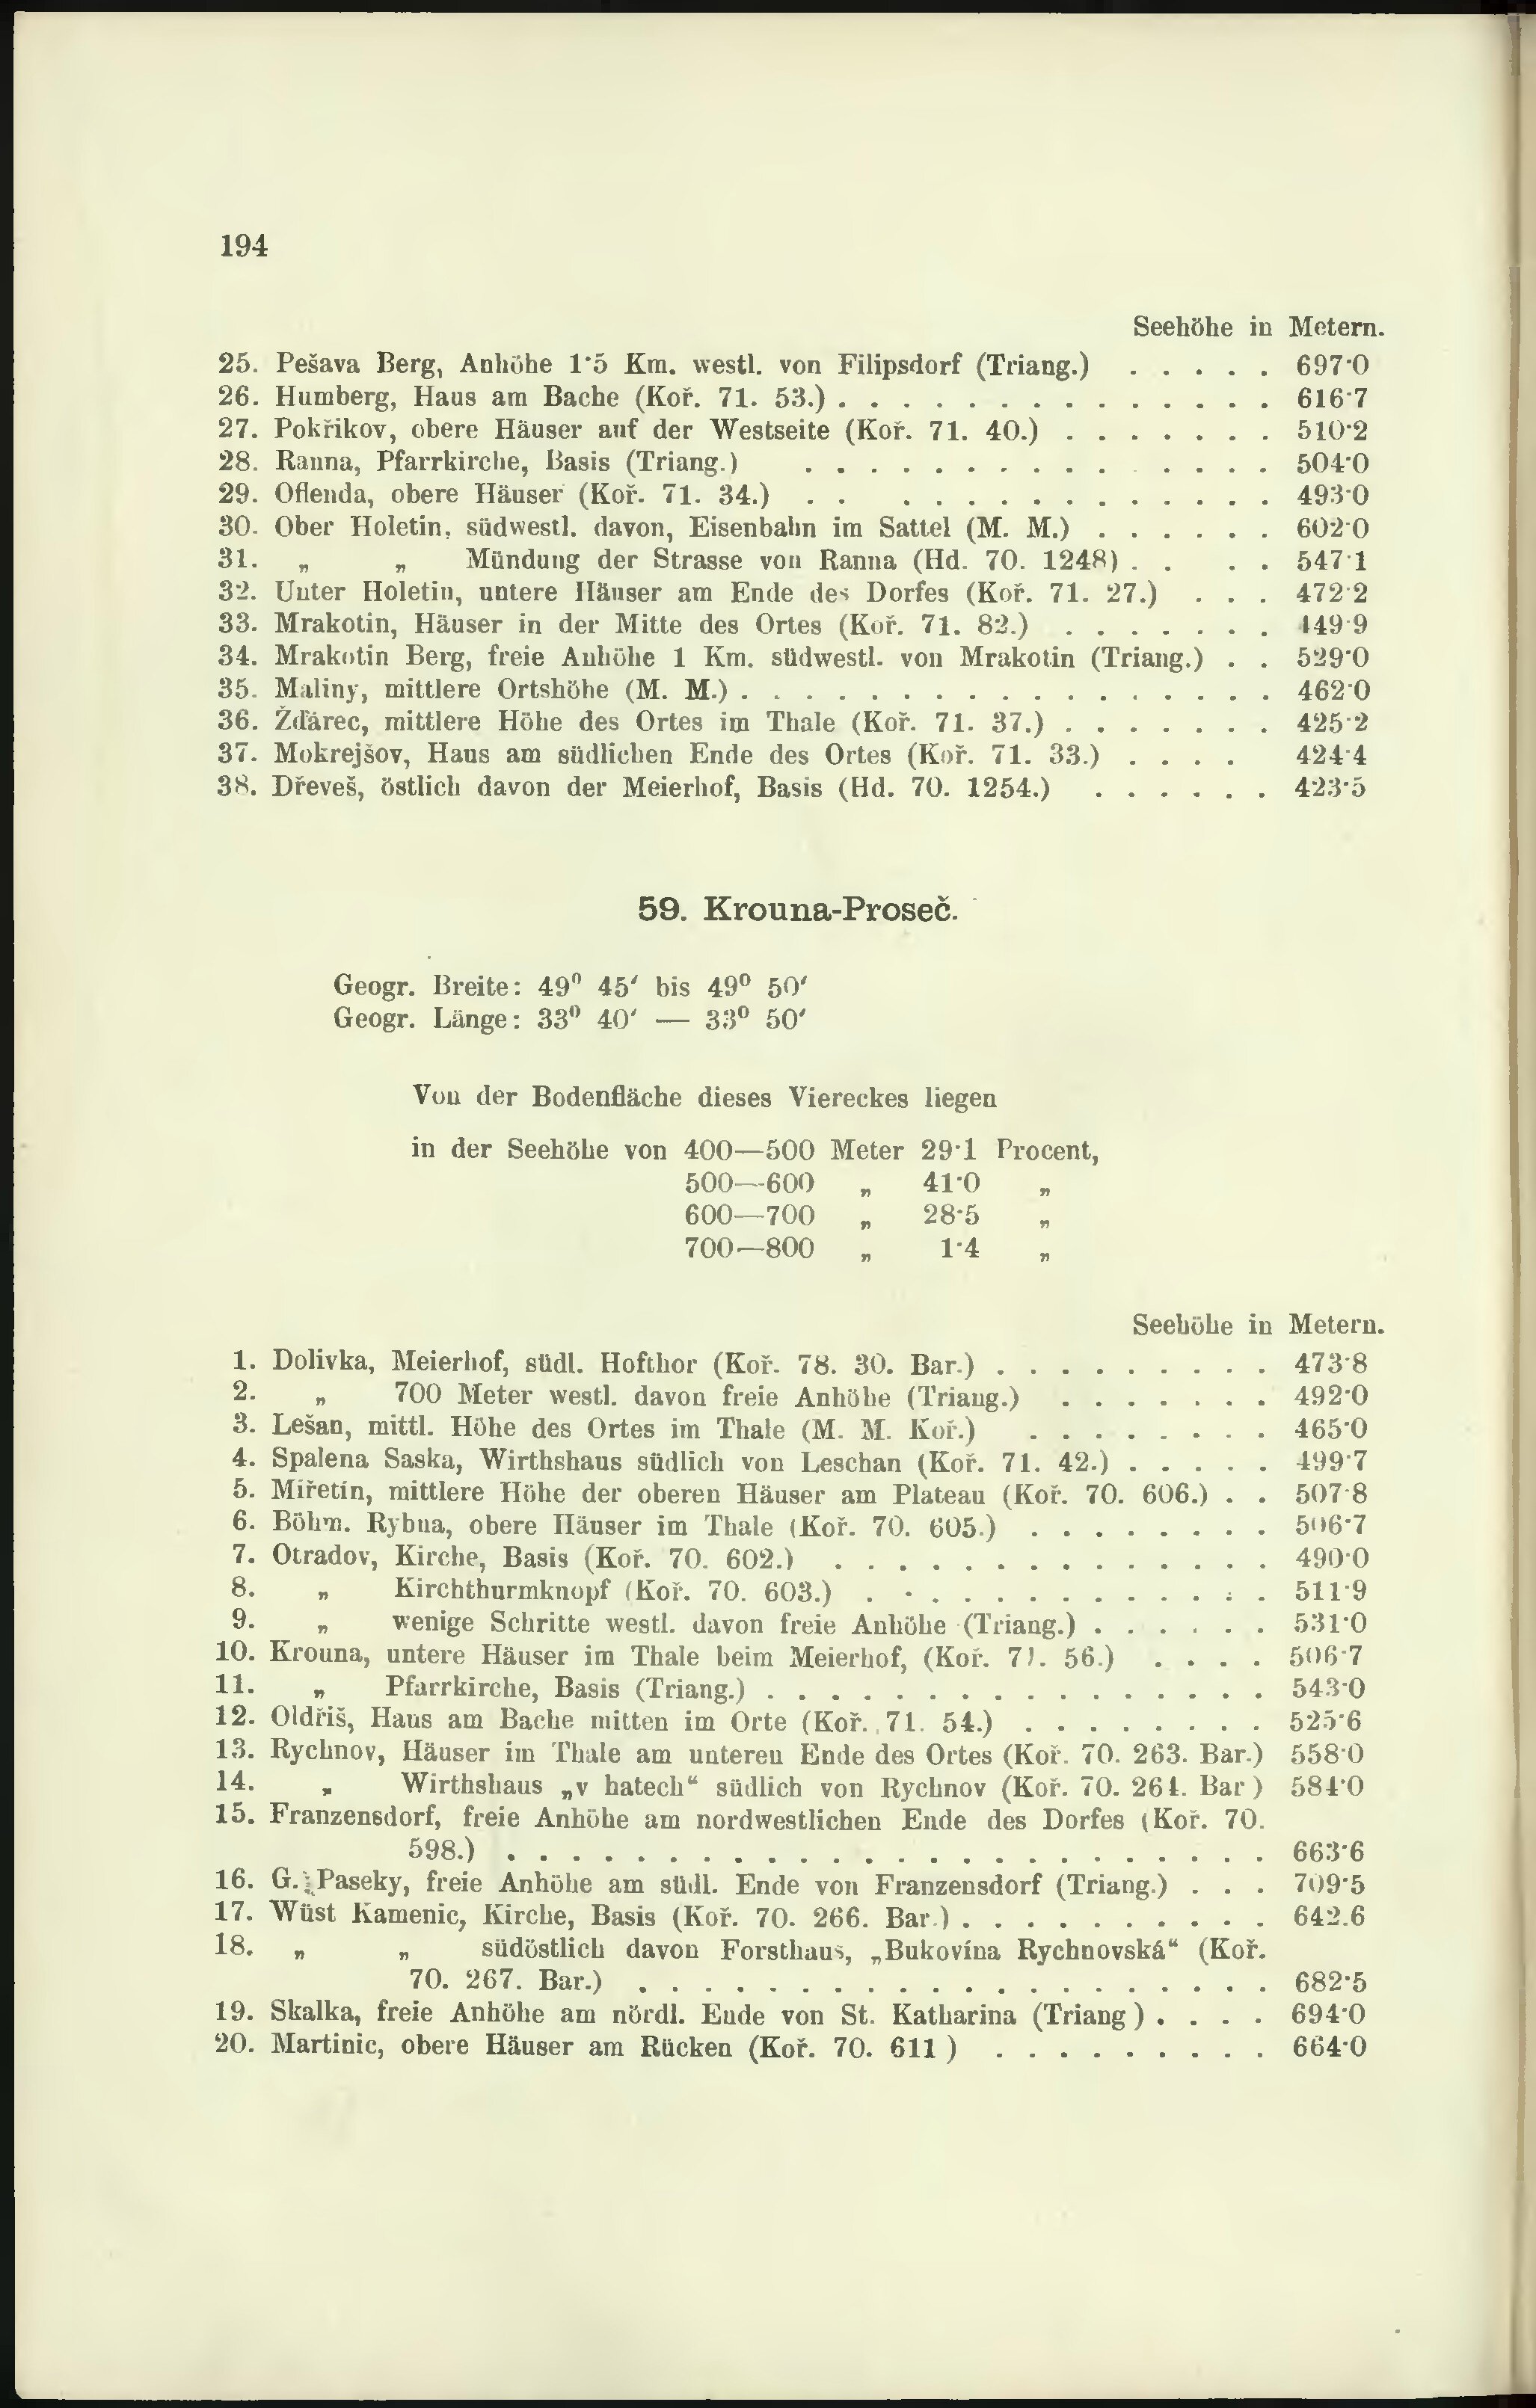 194
Seehöhe in Metern.
25. Pešava Berg, Anhöhe 1·5 Km. westl. von Filipsdorf (Triang.) . . . . . 697·0
26. Humberg, Haus am Bache (Koř. 71. 53.) . . . . . . . . . . . . . . 616·7
27. Pokřikov, obere Häuser auf der Westseite (Koř. 71. 40.) . . . . . . . 510·2
28. Ranna, Pfarrkirche, Basis (Triang.) . . . . . . . . . . . . . . 504·0
29. Oflenda, obere Häuser (Koř. 71. 34.) . . . . . . . . . . . . . . 493·0
30. Ober Holetin, südwestl. davon, Eisenbahn im Sattel (M. M.) . . . . . . 602·0
31. „ „ Mündung der Strasse von Ranna (Hd. 70. 1248) . . . . 547·1
32. Unter Holetin, untere Häuser am Ende des Dorfes (Koř. 71. 27.) . . . 472·2
33. Mrakotin, Häuser in der Mitte des Ortes (Koř. 71. 82.) . . . . . . . 449·9
34. Mrakotin Berg, freie Anhöhe 1 Km. südwestl. von Mrakotin (Triang.) . . 529·0
35. Maliny, mittlere Ortshöhe (M. M.) . . . . . . . . . . . . . . . . . 462·0
36. Žďárec, mittlere Höhe des Ortes im Thale (Koř. 71. 37.) . . . . . . . 425·2
37. Mokrejšov, Haus am südlichen Ende des Ortes (Koř. 71. 33.) . . . . 424·4
38. Dřeveš, östlich davon der Meierhof, Basis (Hd. 70. 1254.) . . . . . . 423·5
59. Krouna-Proseč.
Geogr. Breite: 49⁰ 45′ bis 49⁰ 50′
Geogr. Länge: 33⁰ 40′ — 33⁰ 50′
Von der Bodenfläche dieses Viereckes liegen
in der Seehöhe von 400—500 Meter 29·1 Procent,
500—600 „ 41·0 „
600—700 „ 28·5 „
700—800 „ 1·4 „
Seehöhe in Metern.
1. Dolivka, Meierhof, südl. Hofthor (Koř. 78. 30. Bar.) . . . . . . . . . 473·8
2. „ 700 Meter westl. davon freie Anhöhe (Triang.) . . . . . . . 492·0
3. Lešan, mittl. Höhe des Ortes im Thale (M. M. Koř.) . . . . . . . . 465·0
4. Spalena Saska, Wirthshaus südlich von Leschan (Koř. 71. 42.) . . . . . 499·7
5. Miřetín, mittlere Höhe der oberen Häuser am Plateau (Koř. 70. 606.) . . 507·8
6. Böhm. Rybna, obere Häuser im Thale (Koř. 70. 605.) . . . . . . . . 506·7
7. Otradov, Kirche, Basis (Koř. 70. 602.) . . . . . . . . . . . . . . 490·0
8. „ Kirchthurmknopf (Koř. 70. 603.) . . . . . . . . . . . . . 511·9
9. „ wenige Schritte westl. davon freie Anhöhe (Triang.) . . . . . . 531·0
10. Krouna, untere Häuser im Thale beim Meierhof, (Koř. 71. 56.) . . . . 506·7
11. „ Pfarrkirche, Basis (Triang.) . . . . . . . . . . . . . . . . 543·0
12. Oldřiš, Haus am Bache mitten im Orte (Koř. 71. 54.) . . . . . . . . 525·6
13. Rychnov, Häuser im Thale am unteren Ende des Ortes (Koř. 70. 263. Bar.) 558·0
14. „ Wirthshaus „v hatech“ südlich von Rychnov (Koř. 70. 264. Bar ) 584·0
15. Franzensdorf, freie Anhöhe am nordwestlichen Ende des Dorfes (Koř. 70.
598.) . . . . . . . . . . . . . . . . . . . . . . . . 663·6
16. G. Paseky, freie Anhöhe am südl. Ende von Franzensdorf (Triang.) . . . 709·5
17. Wüst Kamenic, Kirche, Basis (Koř. 70. 266. Bar.) . . . . . . . . . . 642.6
18. „ „ südöstlich davon Forsthaus, „Bukovína Rychnovská“ (Koř.
70. 267. Bar.) . . . . . . . . . . . . . . . . . . . . 682·5
19. Skalka, freie Anhöhe am nördl. Ende von St. Katharina (Triang ) . . . . 694·0
20. Martinic, obere Häuser am Rücken (Koř. 70. 611 ) . . . . . . . . . 664·0